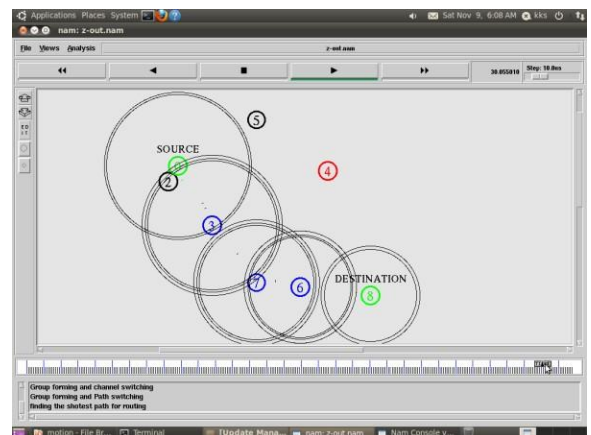 Applications Places System
Sat Nov 9, 6:08 AM kks
nam: z-out.nam
File Views Analysis z-out.nam
30.055010 Step: 10.0ms
5
SOURCE
0
4
2
3
DESTINATION
7
6
8
TIME
Group forming and channel switching
Group forming and Path switching
finding the shotest path for routing
motion - File Br... Terminal [Update Mana... nam: z-out.nam Nam Console v...